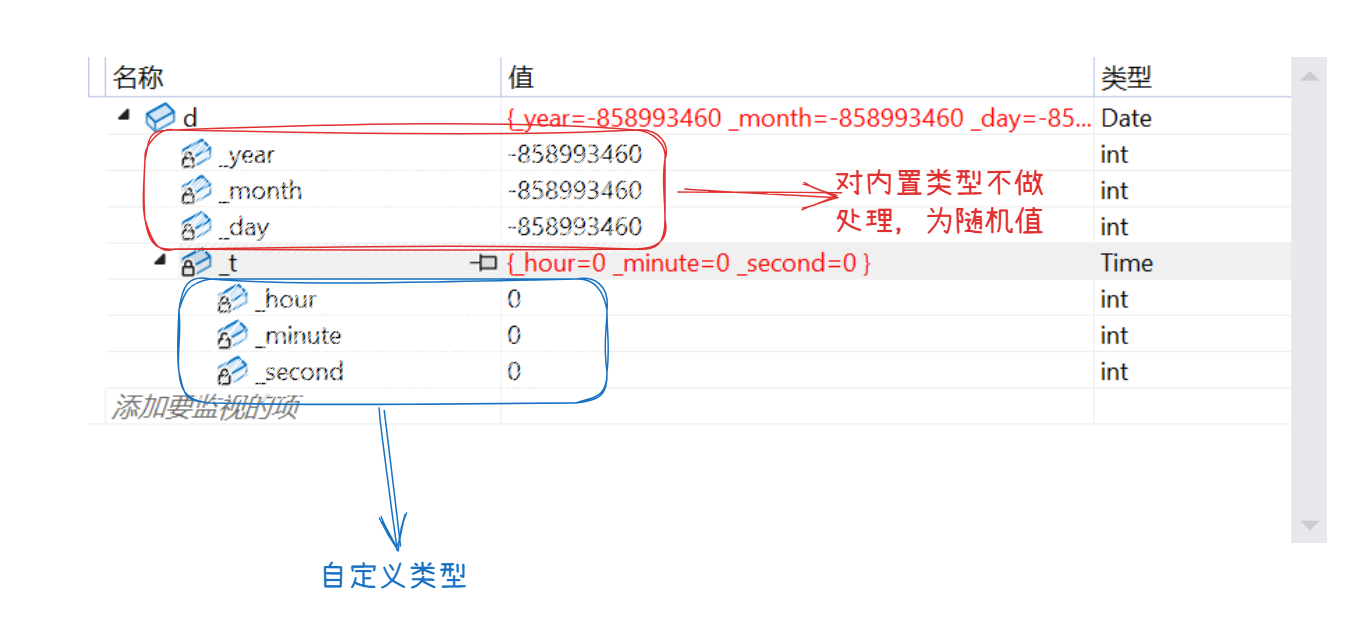 名称 值 类型
d {_year=-858993460 _month=-858993460 _day=-85... Date
_year -858993460 int
_month -858993460 int
_day -858993460 int
对内置类型不做
处理，为随机值
_t {_hour=0 _minute=0 _second=0 } Time
_hour 0 int
_minute 0 int
_second 0 int
添加要监视的项
自定义类型